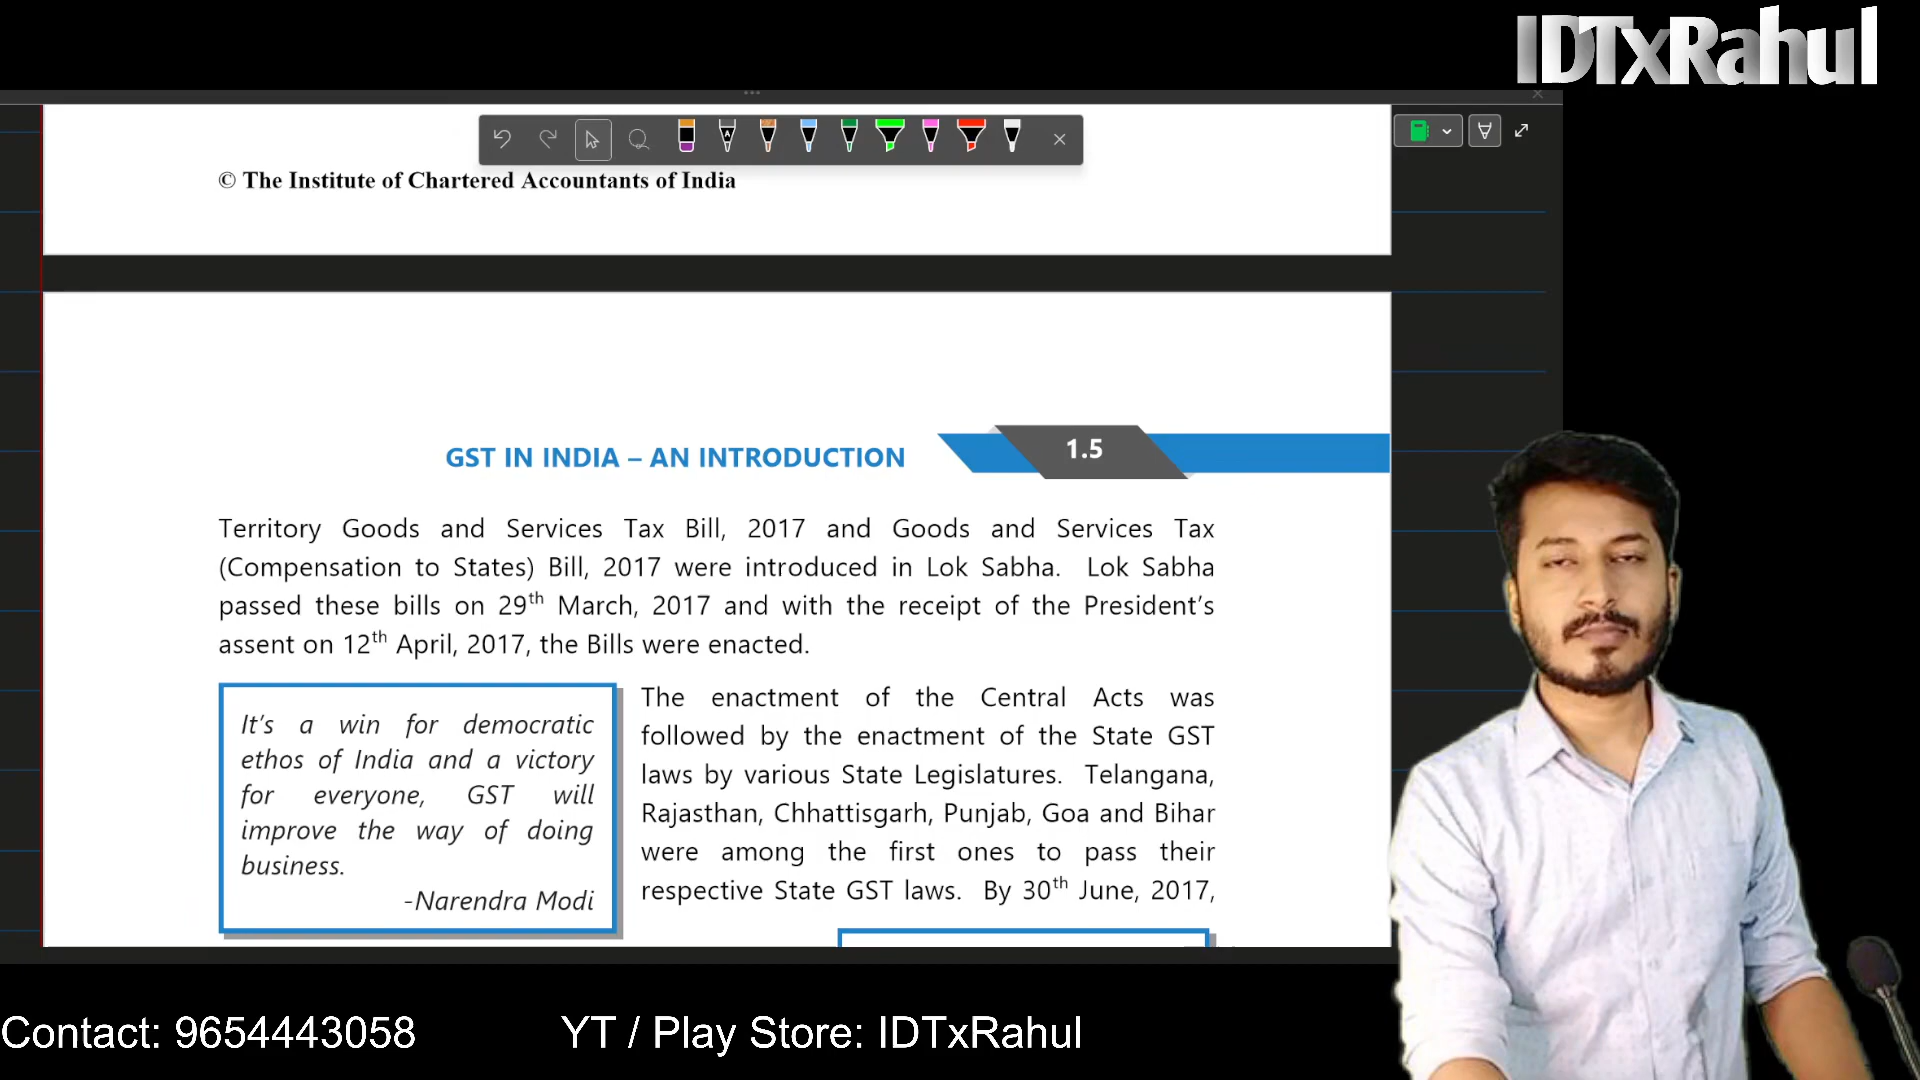 IDTxRahul
© The Institute of Chartered Accountants of India
GST IN INDIA – AN INTRODUCTION
1.5
Territory Goods and Services Tax Bill, 2017 and Goods and Services Tax
(Compensation to States) Bill, 2017 were introduced in Lok Sabha. Lok Sabha
passed these bills on 29th March, 2017 and with the receipt of the President’s
assent on 12th April, 2017, the Bills were enacted.
It’s a win for democratic
ethos of India and a victory
for everyone, GST will
improve the way of doing
business.
-Narendra Modi
The enactment of the Central Acts was
followed by the enactment of the State GST
laws by various State Legislatures. Telangana,
Rajasthan, Chhattisgarh, Punjab, Goa and Bihar
were among the first ones to pass their
respective State GST laws. By 30th June, 2017,
Contact: 9654443058
YT / Play Store: IDTxRahul